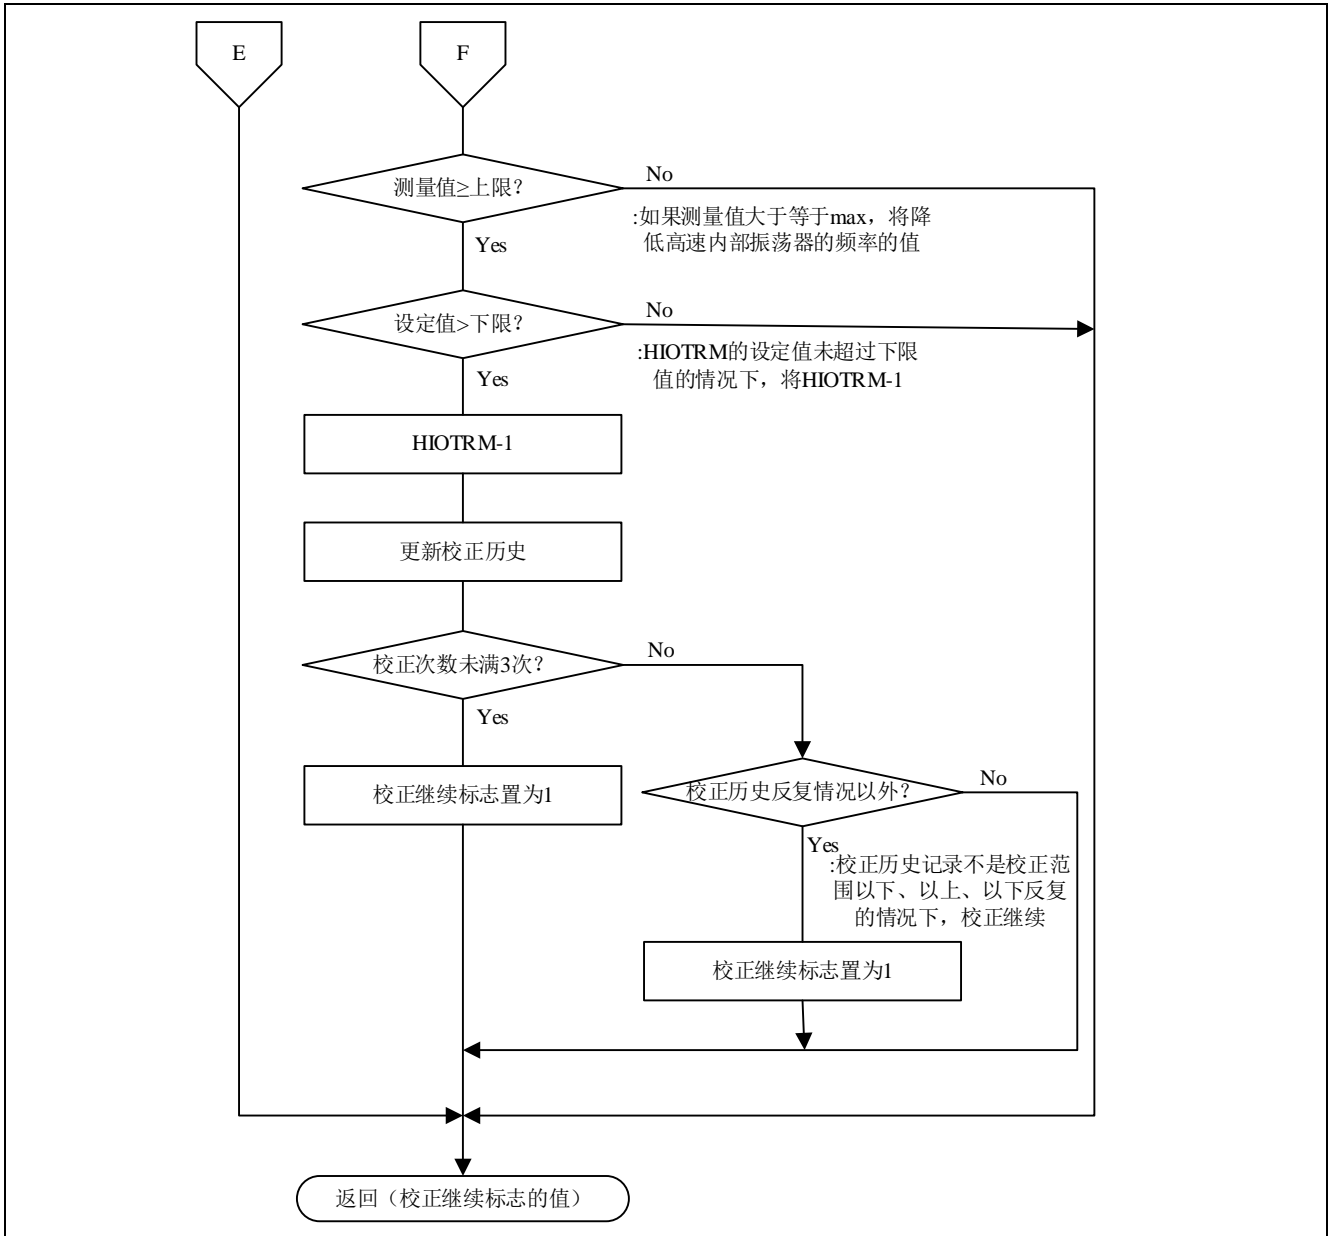 E
F
测量值≥上限?
No
:如果测量值大于等于max，将降
低高速内部振荡器的频率的值
Yes
设定值>下限?
No
:HIOTRM的设定值未超过下限
值的情况下，将HIOTRM-1
Yes
HIOTRM-1
更新校正历史
校正次数未满3次?
No
Yes
校正继续标志置为1
校正历史反复情况以外?
No
Yes
:校正历史记录不是校正范
围以下、以上、以下反复
的情况下，校正继续
校正继续标志置为1
返回（校正继续标志的值）